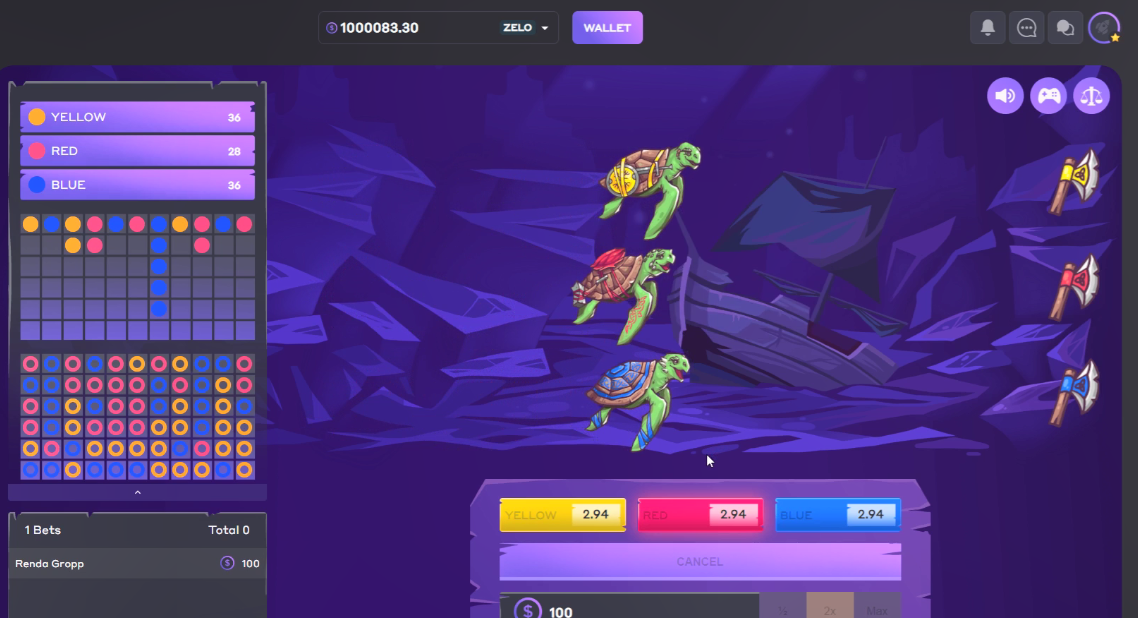 $ 1000083.30 ZELO WALLET
YELLOW 36
RED 28
BLUE 36
YELLOW 2.94 RED 2.94 BLUE 2.94
CANCEL
1 Bets Total 0
Renda Gropp $ 100
$ 100 ½ 2x Max